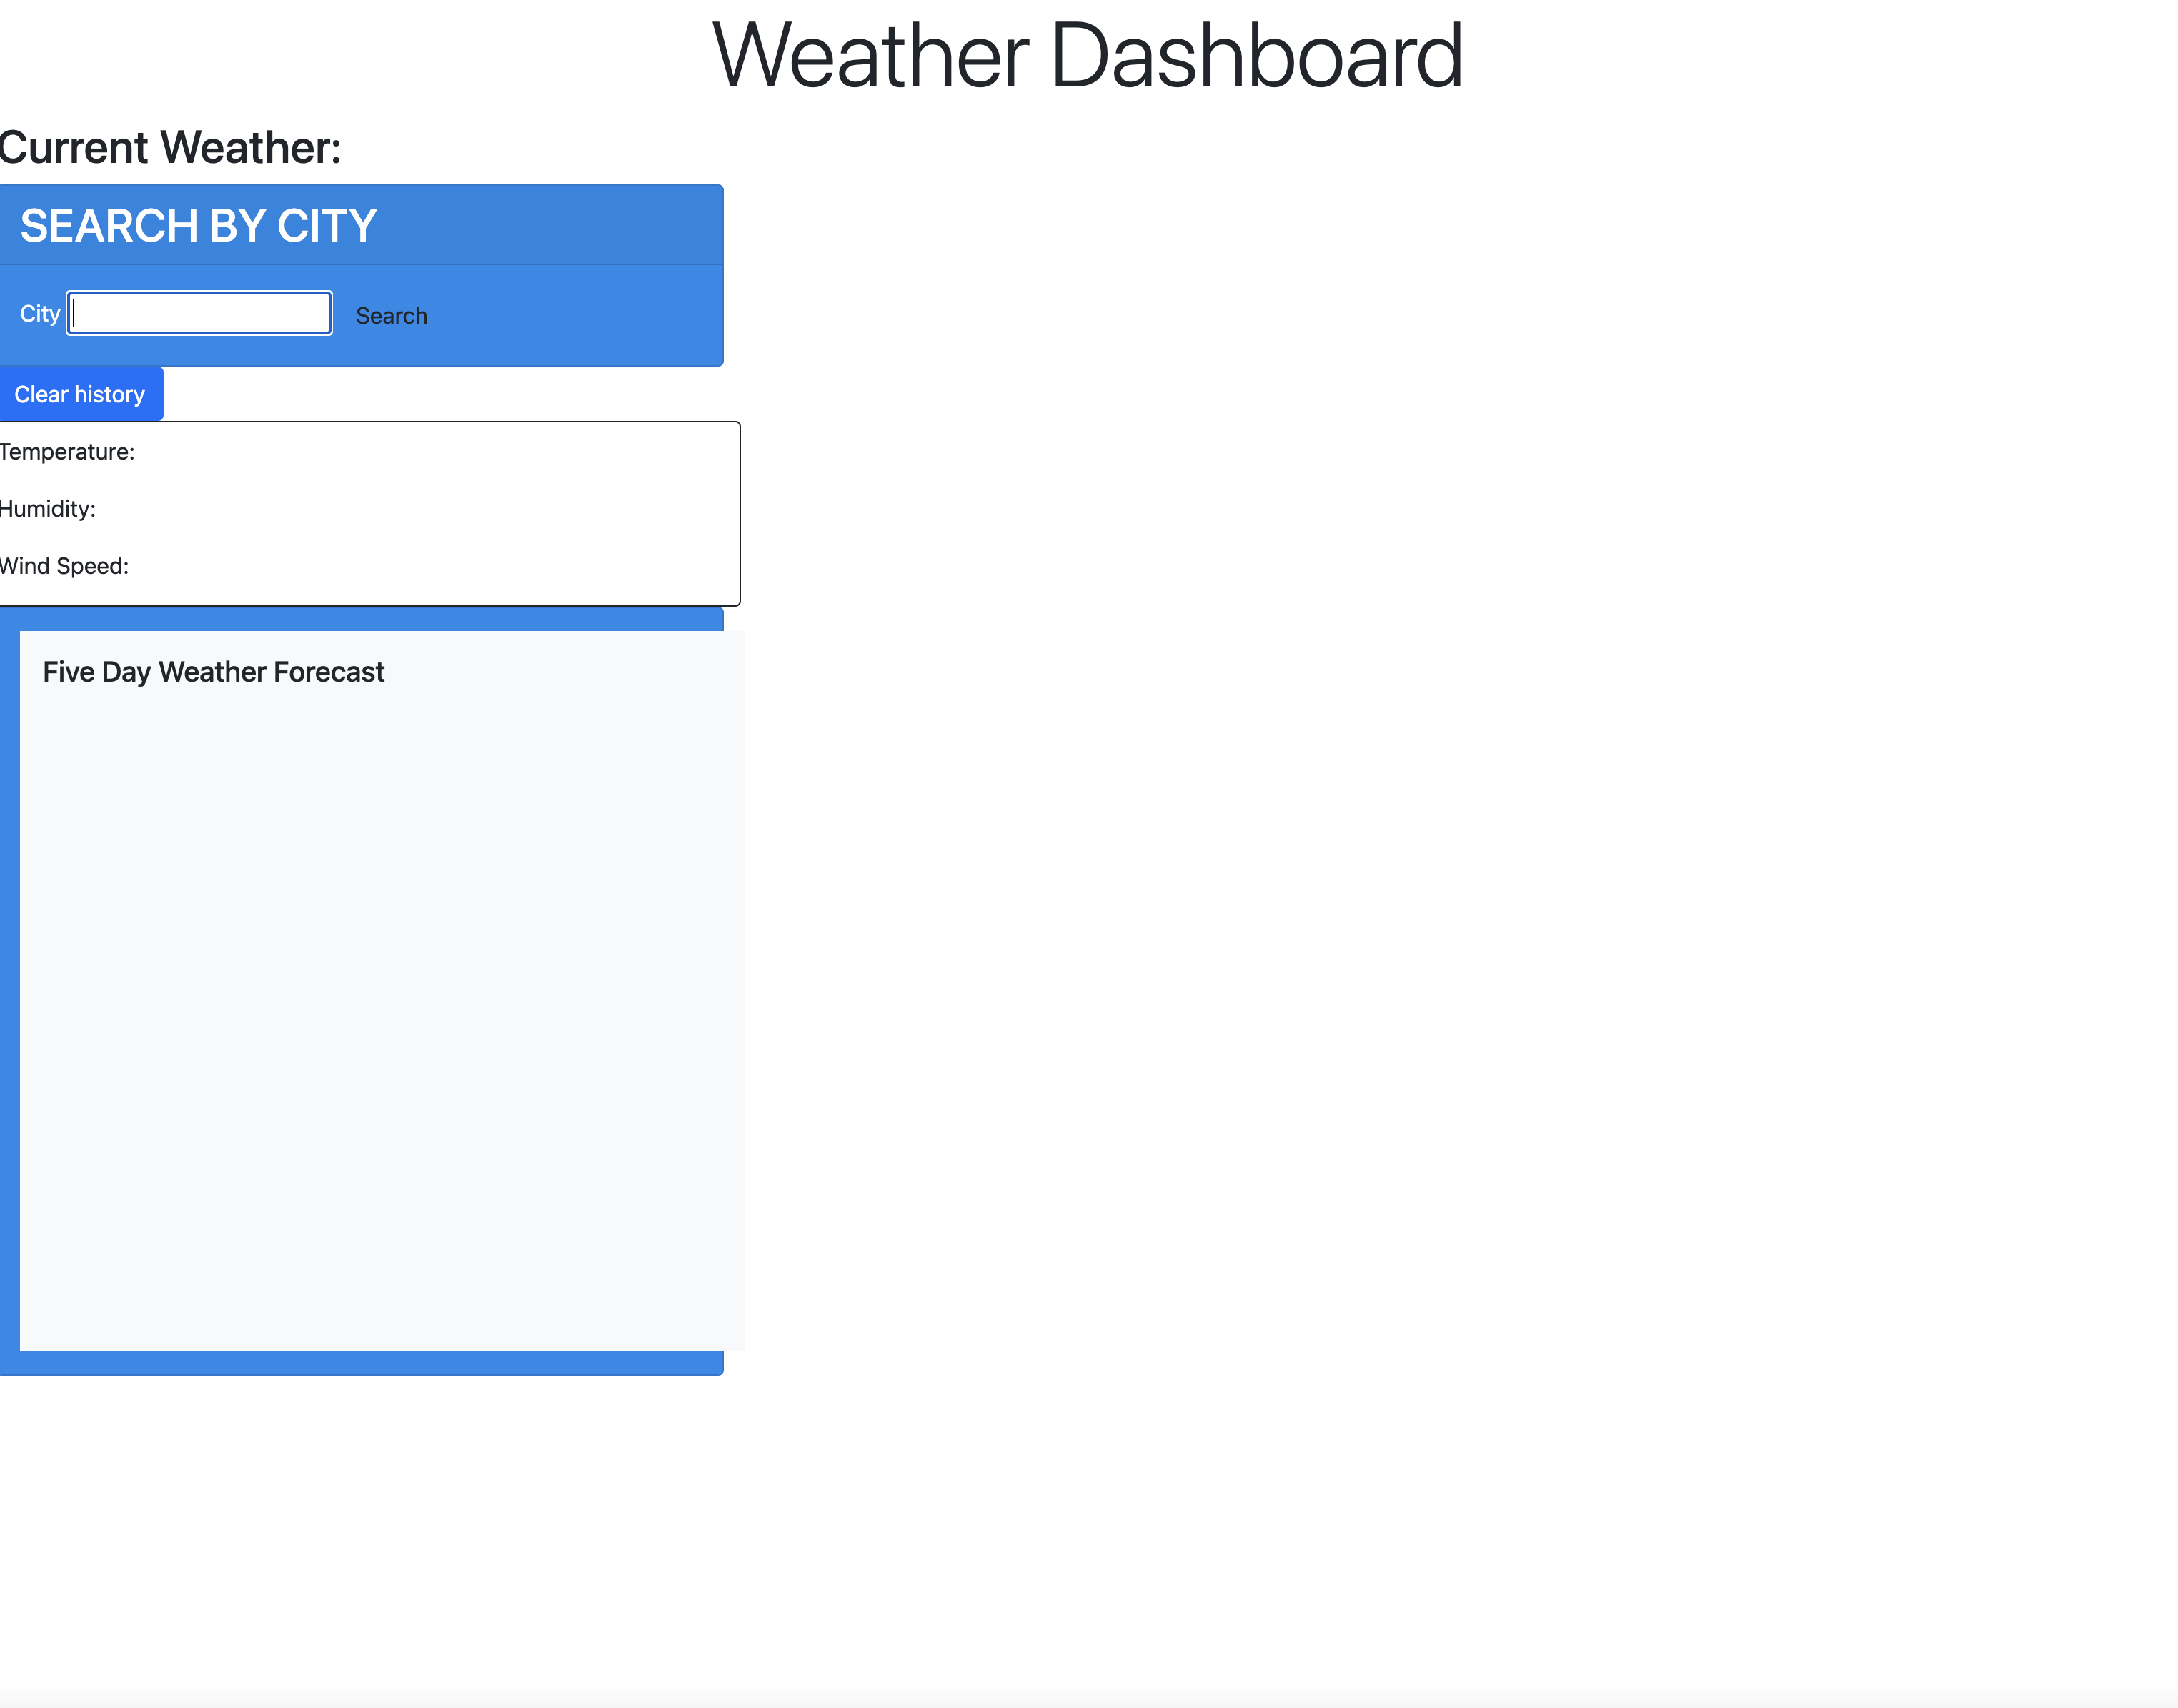 Weather Dashboard
Current Weather:
SEARCH BY CITY
City Search
Clear history
Temperature:
Humidity:
Wind Speed:
Five Day Weather Forecast